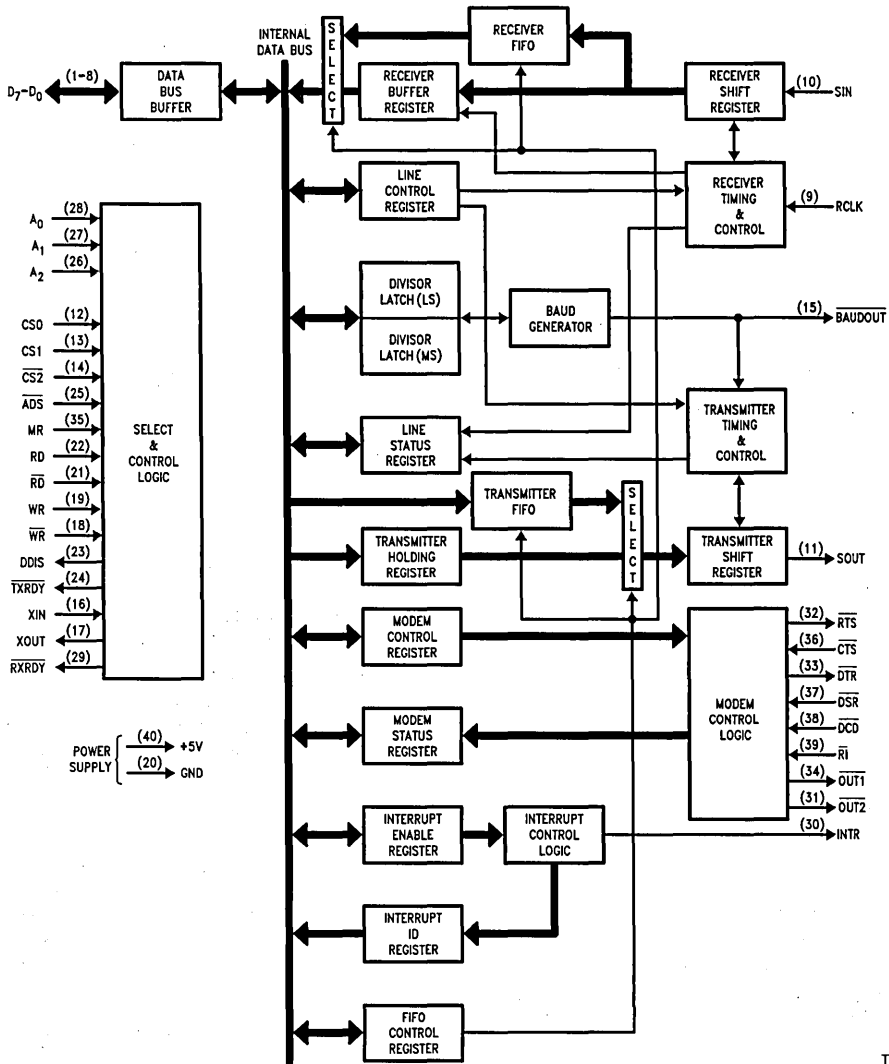 INTERNAL
DATA BUS
SELECT
RECEIVER
FIFO
D7–D0
(1–8)
DATA
BUS
BUFFER
RECEIVER
BUFFER
REGISTER
RECEIVER
SHIFT
REGISTER
(10)
SIN
LINE
CONTROL
REGISTER
RECEIVER
TIMING
&
CONTROL
(9)
RCLK
A0
(28)
A1
(27)
A2
(26)
CS0
(12)
CS1
(13)
CS2
(14)
ADS
(25)
MR
(35)
RD
(22)
RD
(21)
WR
(19)
WR
(18)
DDIS
(23)
TXRDY
(24)
XIN
(16)
XOUT
(17)
RXRDY
(29)
SELECT
&
CONTROL
LOGIC
DIVISOR
LATCH (LS)
DIVISOR
LATCH (MS)
BAUD
GENERATOR
(15)
BAUDOUT
LINE
STATUS
REGISTER
TRANSMITTER
TIMING
&
CONTROL
TRANSMITTER
FIFO
SELECT
TRANSMITTER
HOLDING
REGISTER
TRANSMITTER
SHIFT
REGISTER
(11)
SOUT
MODEM
CONTROL
REGISTER
MODEM
STATUS
REGISTER
MODEM
CONTROL
LOGIC
(32)
RTS
(36)
CTS
(33)
DTR
(37)
DSR
(38)
DCD
(39)
RI
(34)
OUT1
(31)
OUT2
(30)
INTR
POWER
SUPPLY
(40)
+5V
(20)
GND
INTERRUPT
ENABLE
REGISTER
INTERRUPT
CONTROL
LOGIC
INTERRUPT
ID
REGISTER
FIFO
CONTROL
REGISTER